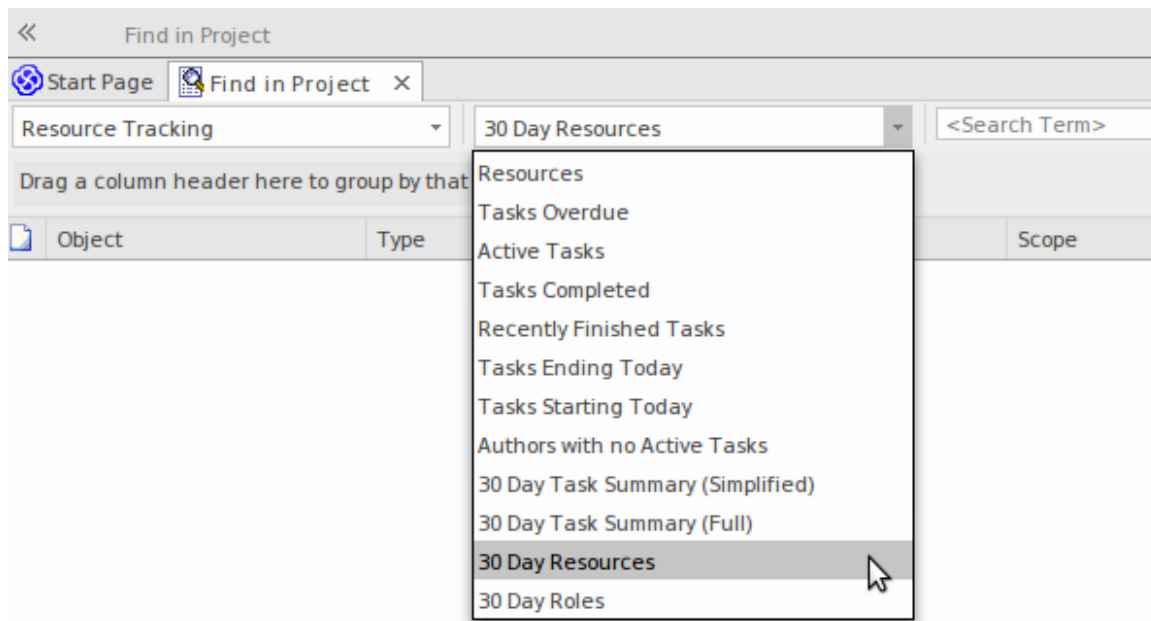 Find in Project
Start Page
Find in Project
Resource Tracking
30 Day Resources
<Search Term>
Drag a column header here to group by that
Object
Type
Scope
Resources
Tasks Overdue
Active Tasks
Tasks Completed
Recently Finished Tasks
Tasks Ending Today
Tasks Starting Today
Authors with no Active Tasks
30 Day Task Summary (Simplified)
30 Day Task Summary (Full)
30 Day Resources
30 Day Roles